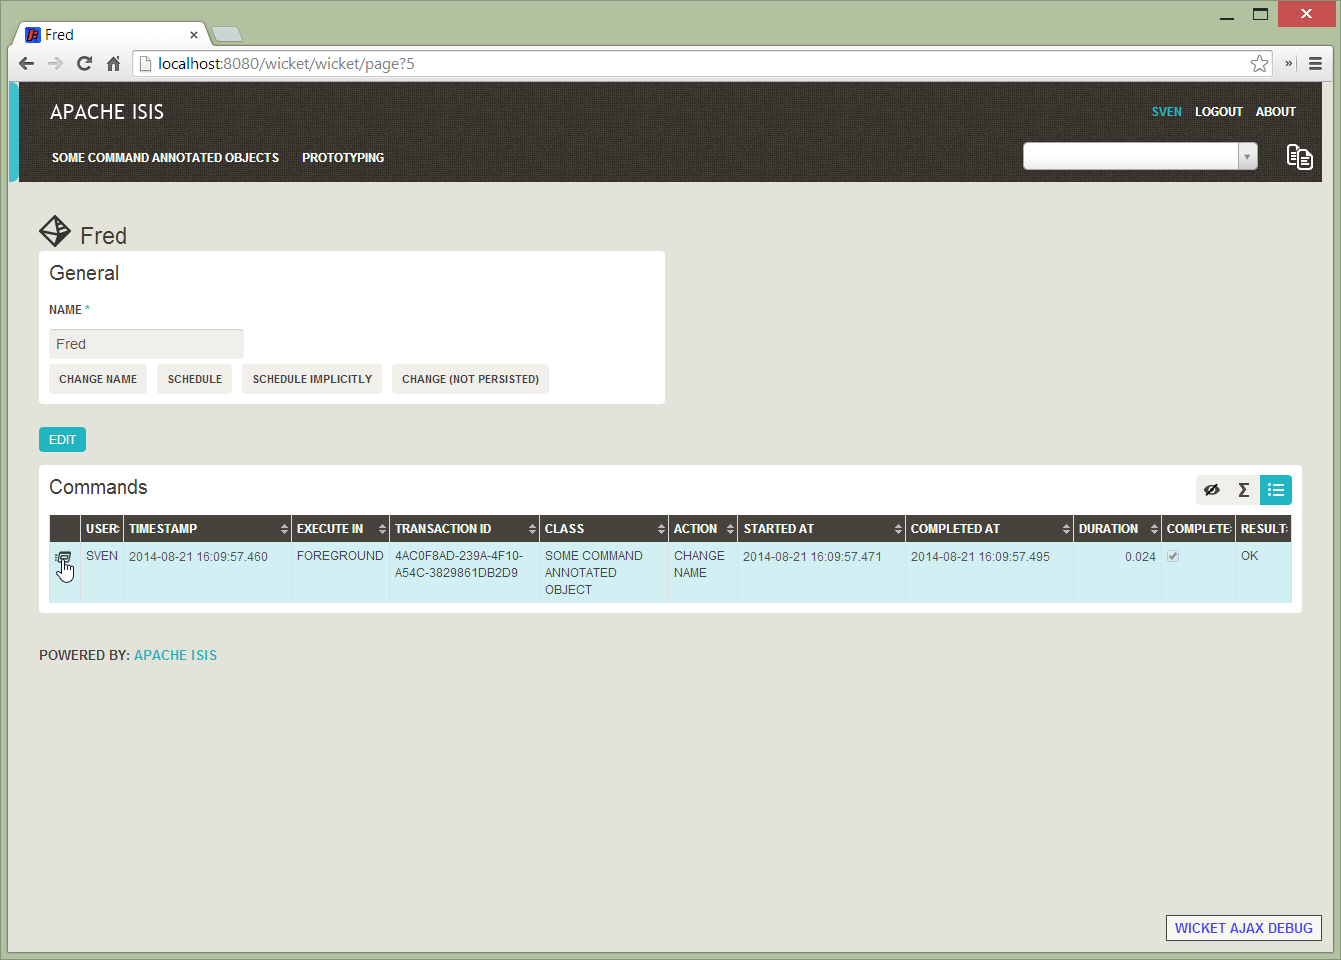 Fred
localhost:8080/wicket/wicket/page?5
APACHE ISIS
SVEN LOGOUT ABOUT
SOME COMMAND ANNOTATED OBJECTS PROTOTYPING
Fred
General
NAME *
Fred
CHANGE NAME SCHEDULE SCHEDULE IMPLICITLY CHANGE (NOT PERSISTED)
EDIT
Commands
USER TIMESTAMP EXECUTE IN TRANSACTION ID CLASS ACTION STARTED AT COMPLETED AT DURATION COMPLETE RESULT
SVEN 2014-08-21 16:09:57.460 FOREGROUND 4AC0F8AD-239A-4F10- SOME COMMAND CHANGE 2014-08-21 16:09:57.471 2014-08-21 16:09:57.495 0.024 OK
A54C-3829861DB2D9 ANNOTATED NAME
OBJECT
POWERED BY: APACHE ISIS
WICKET AJAX DEBUG